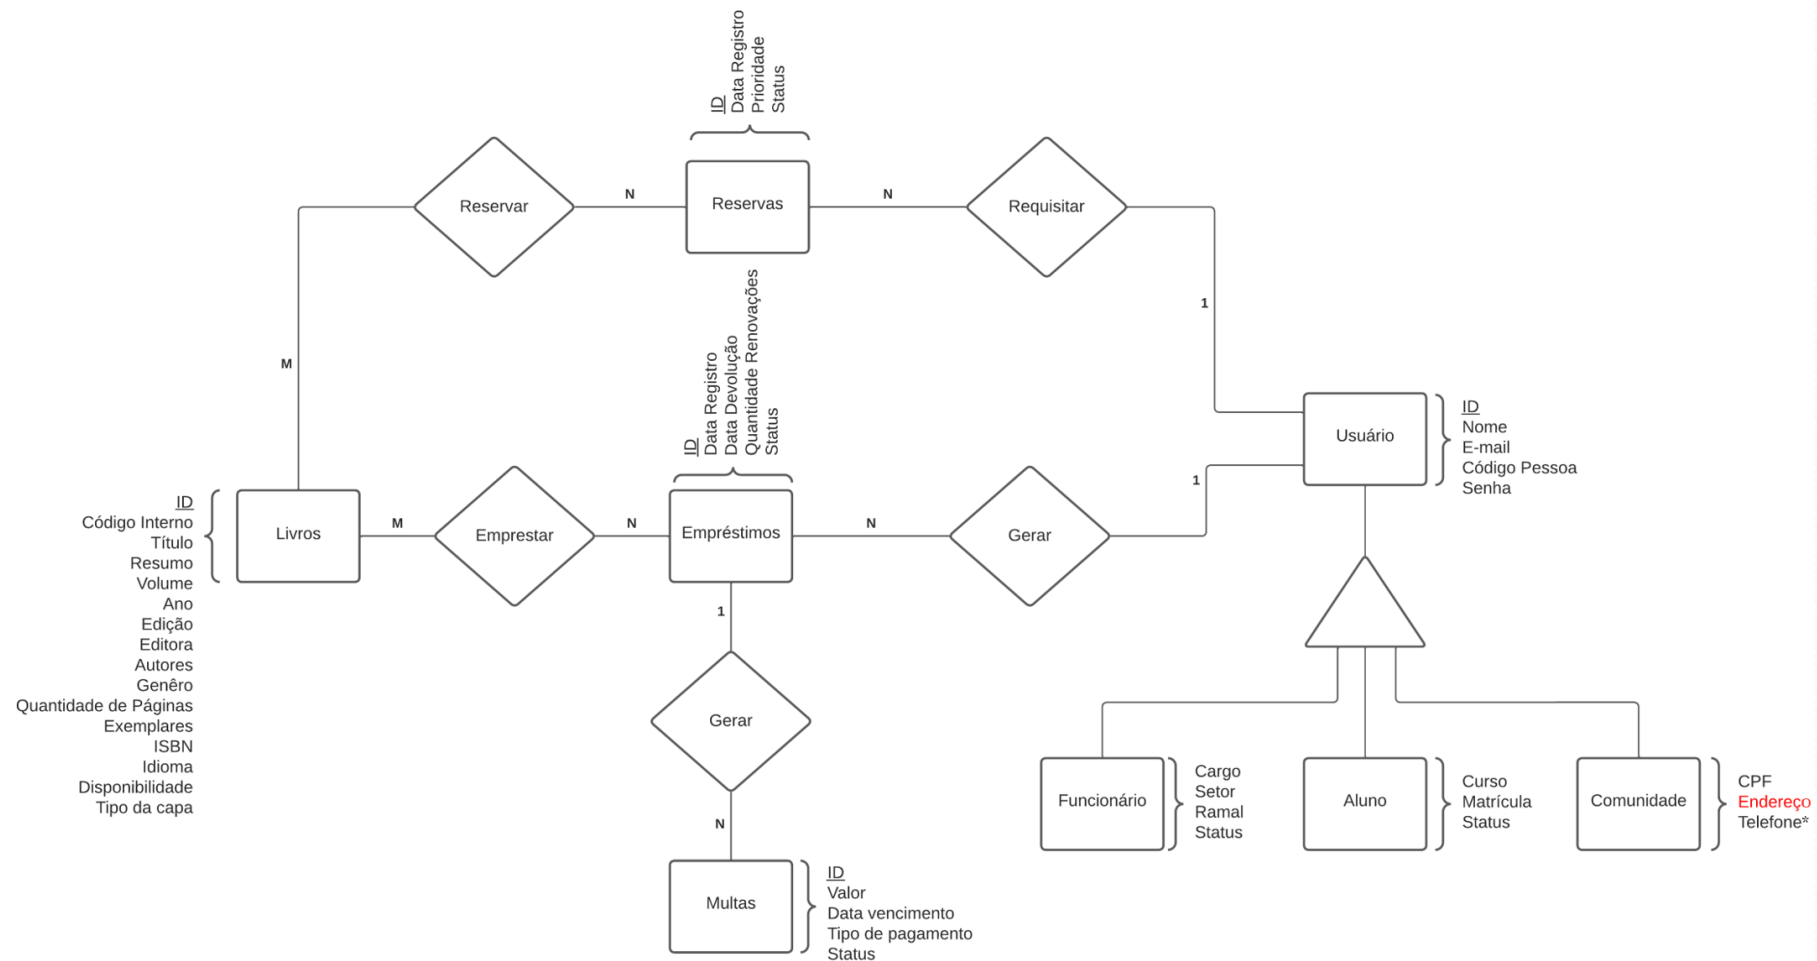 ID
Data Registro
Prioridade
Status
Reservar
N
Reservas
N
Requisitar
M
1
ID
Data Registro
Data Devolução
Quantidade Renovações
Status
Usuário
ID
Nome
E-mail
Código Pessoa
Senha
ID
Código Interno
Título
Resumo
Volume
Ano
Edição
Editora
Autores
Genêro
Quantidade de Páginas
Exemplares
ISBN
Idioma
Disponibilidade
Tipo da capa
Livros
M
Emprestar
N
Empréstimos
N
Gerar
1
1
Gerar
N
Multas
ID
Valor
Data vencimento
Tipo de pagamento
Status
Funcionário
Cargo
Setor
Ramal
Status
Aluno
Curso
Matrícula
Status
Comunidade
CPF
Endereço
Telefone*